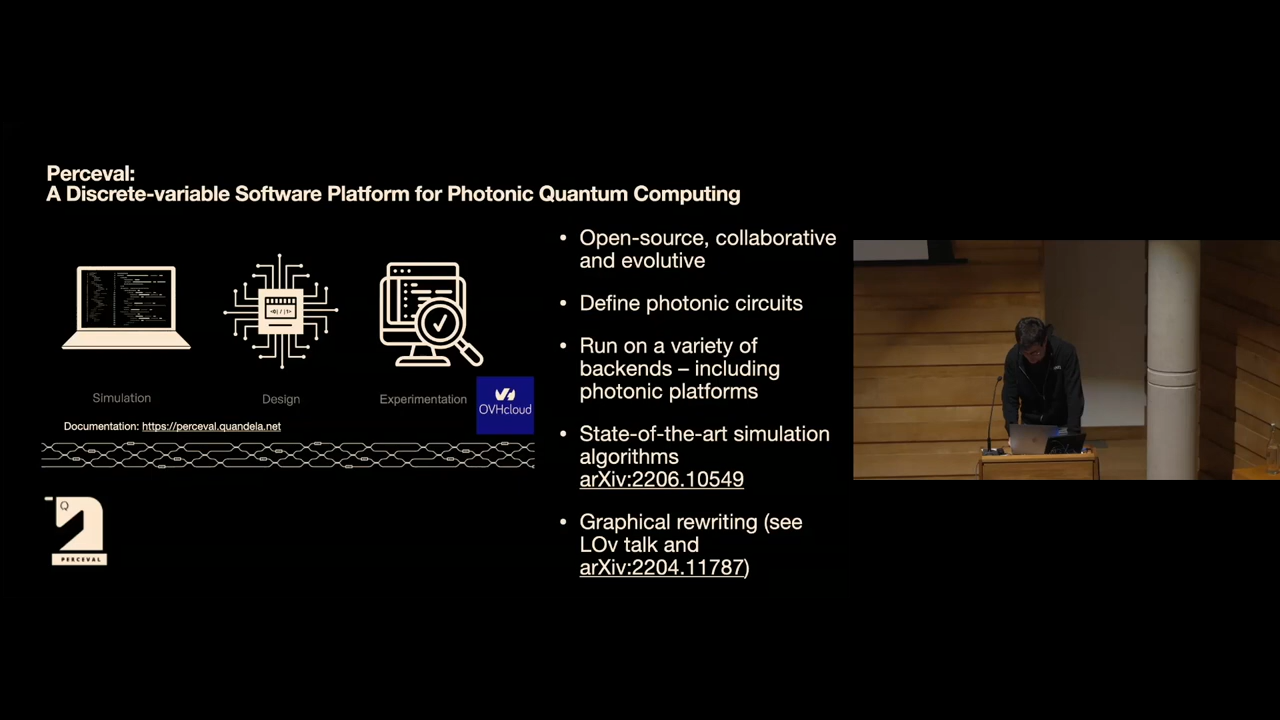 Perceval:
A Discrete-variable Software Platform for Photonic Quantum Computing
Simulation
Design
<0| / |1>
Experimentation
OVHcloud
Documentation: https://perceval.quandela.net
Q
PERCEVAL
• Open-source, collaborative
and evolutive
• Define photonic circuits
• Run on a variety of
backends – including
photonic platforms
• State-of-the-art simulation
algorithms
arXiv:2206.10549
• Graphical rewriting (see
LOv talk and
arXiv:2204.11787)